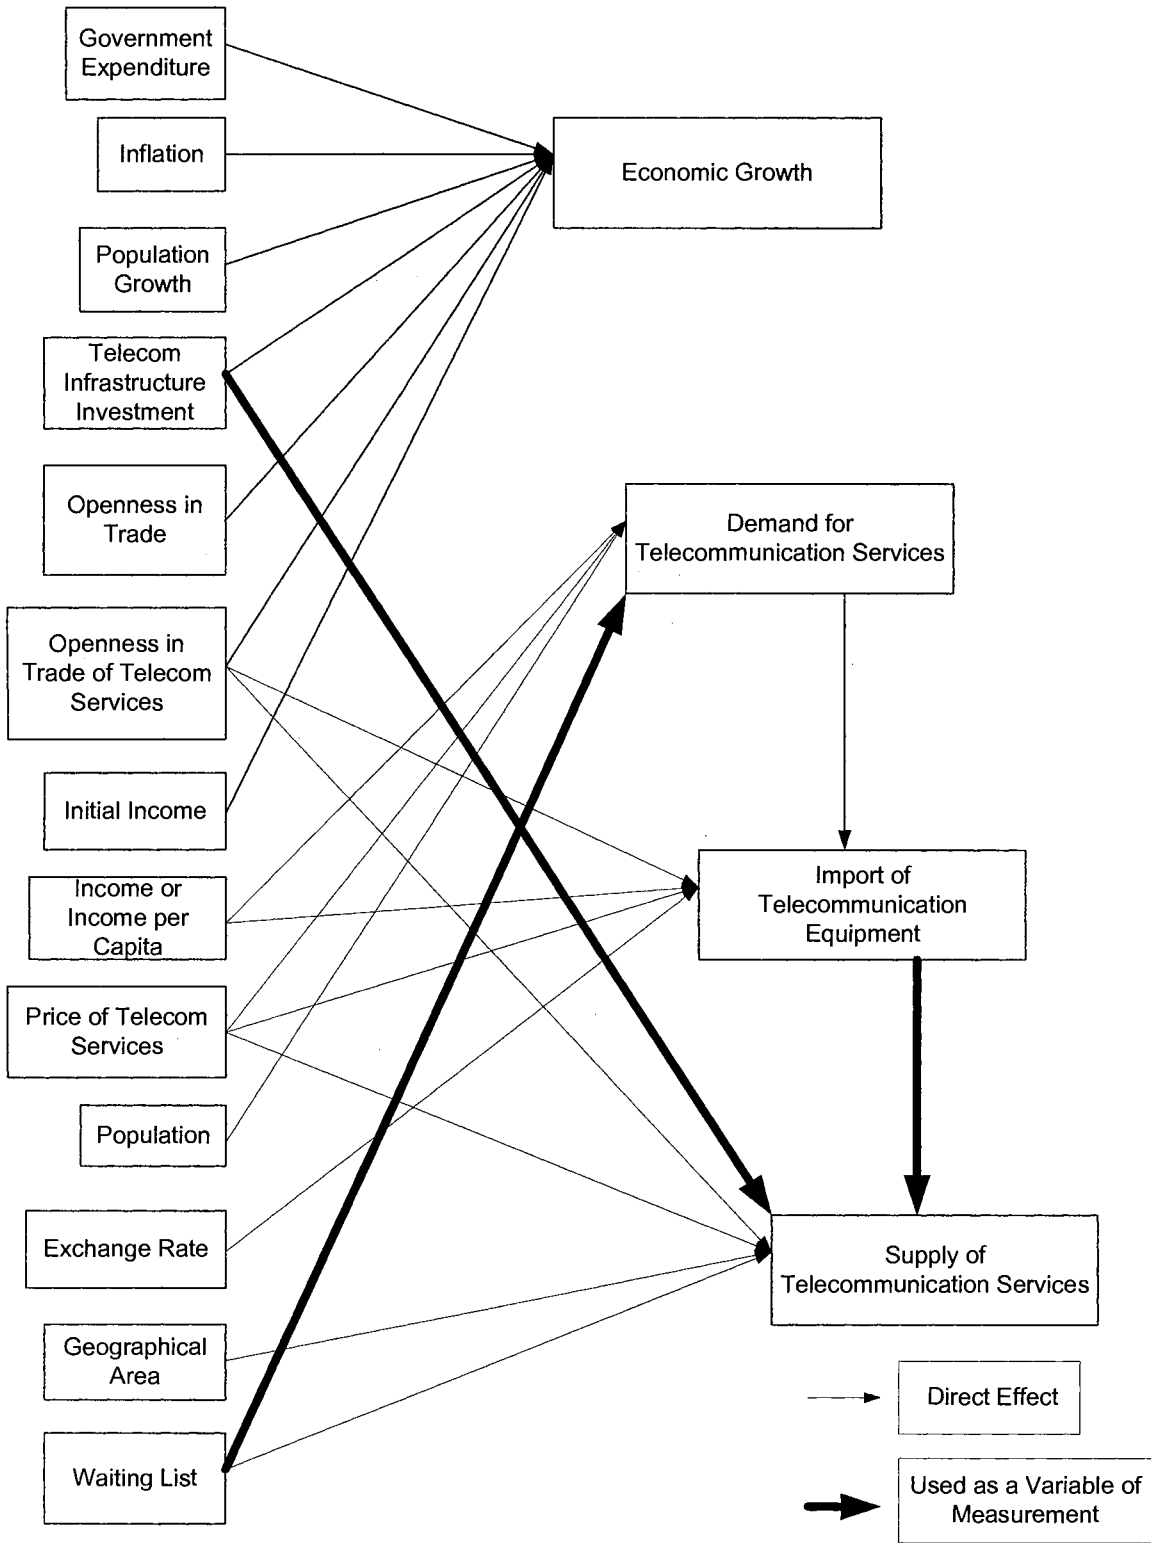 Government
Expenditure
Inflation
Economic Growth
Population
Growth
Telecom
Infrastructure
Investment
Openness in
Trade
Demand for
Telecommunication Services
Openness in
Trade of Telecom
Services
Initial Income
Income or
Income per
Capita
Import of
Telecommunication
Equipment
Price of Telecom
Services
Population
Exchange Rate
Supply of
Telecommunication Services
Geographical
Area
Direct Effect
Waiting List
Used as a Variable of
Measurement